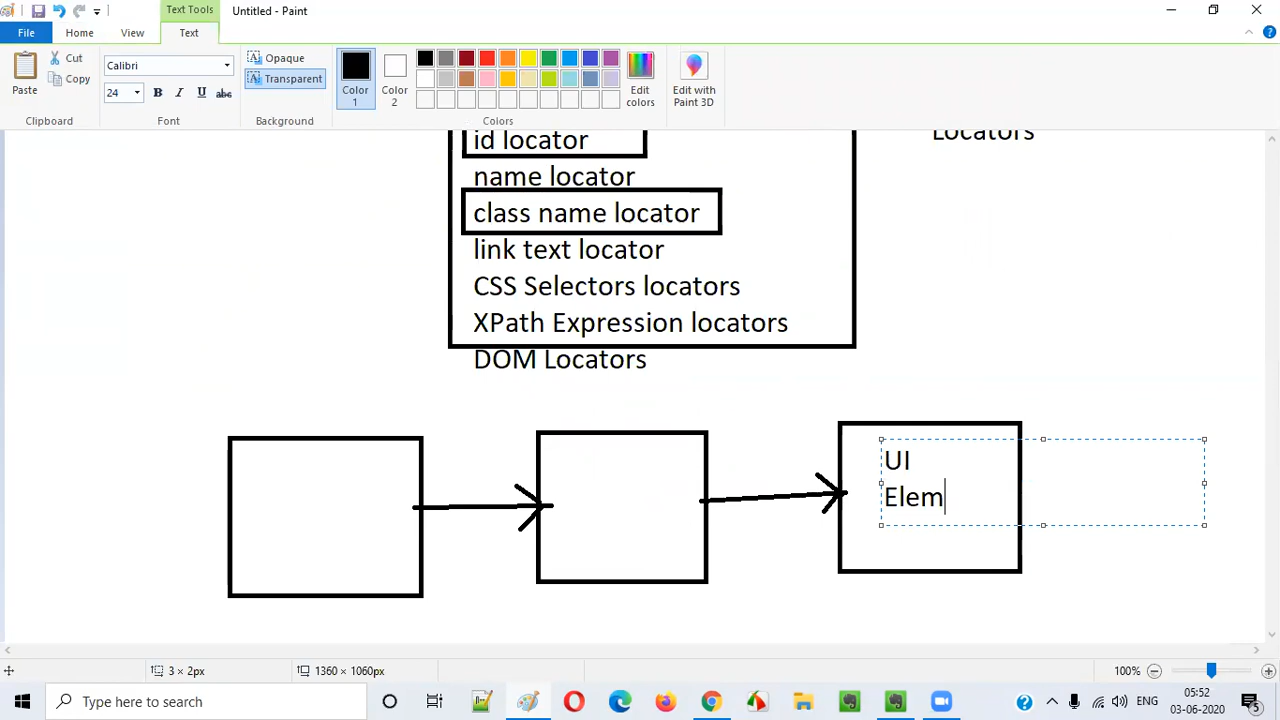 Text Tools
Untitled - Paint
File
Home
View
Text
Paste
Cut
Copy
Clipboard
Calibri
24
B I U abc
Font
Opaque
Transparent
Background
Color 1
Color 2
Edit colors
Colors
Edit with Paint 3D
id locator
Locators
name locator
class name locator
link text locator
CSS Selectors locators
XPath Expression locators
DOM Locators
UI
Elem
3 × 2px
1360 × 1060px
100%
Type here to search
ENG
05:52
03-06-2020
5